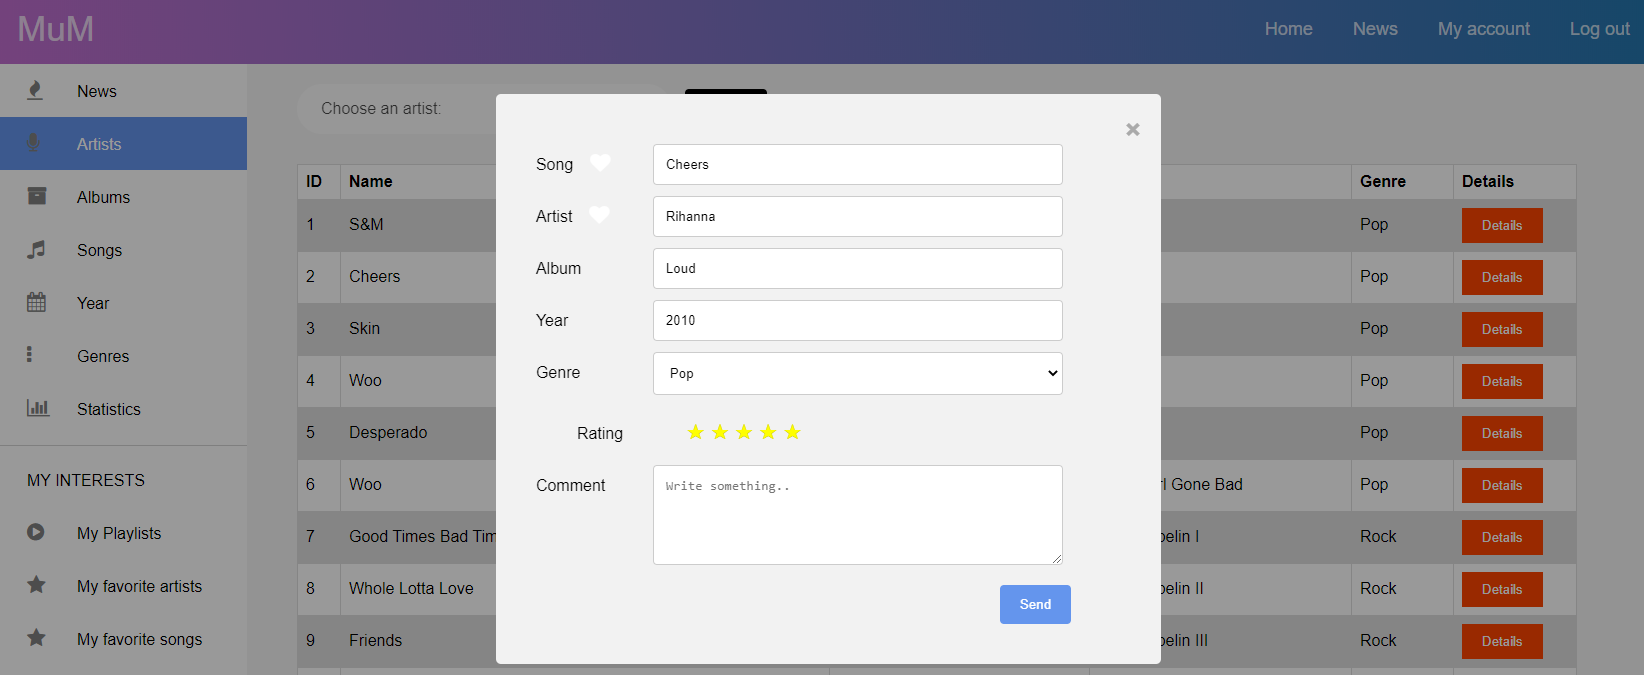 MuM
Home News My account Log out
News
Artists
Albums
Songs
Year
Genres
Statistics
MY INTERESTS
My Playlists
My favorite artists
My favorite songs
Choose an artist:
ID Name Genre Details
1 S&M Pop Details
2 Cheers Pop Details
3 Skin Pop Details
4 Woo Pop Details
5 Desperado Pop Details
6 Woo Gone Bad Pop Details
7 Good Times Bad I Rock Details
8 Whole Lotta Love II Rock Details
9 Friends III Rock Details
×
Song Cheers
Artist Rihanna
Album Loud
Year 2010
Genre Pop
Rating
Comment Write something..
Send